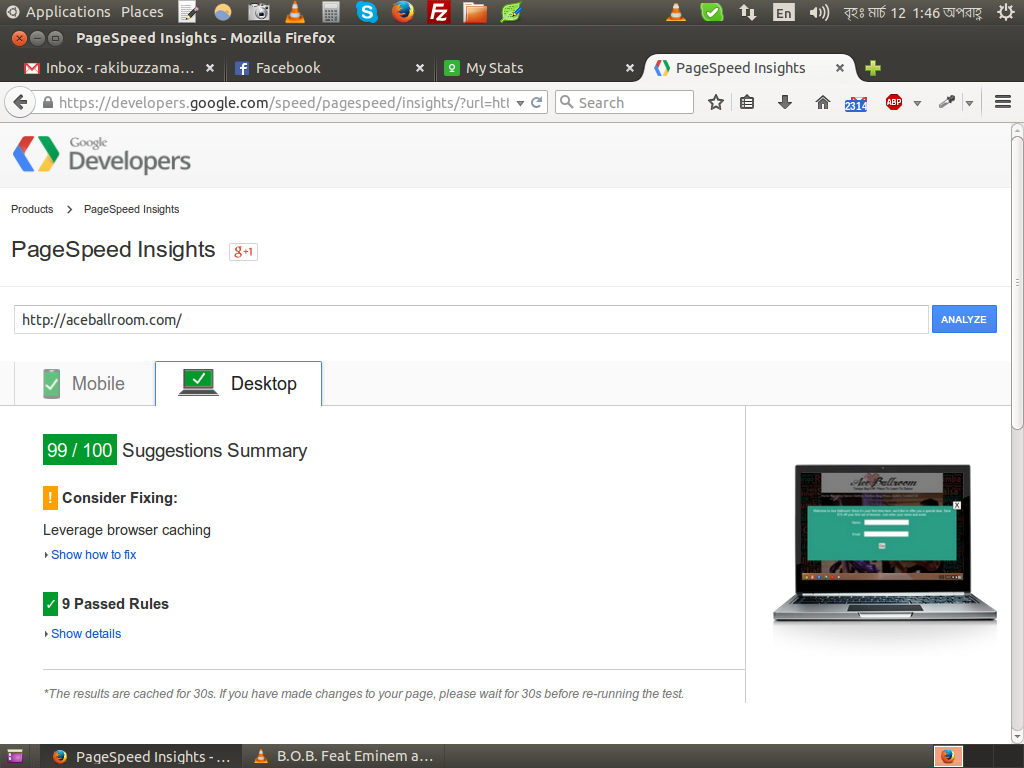 Applications Places En বৃহঃ মার্চ 12 1:46 অপরাহ্ণ
PageSpeed Insights - Mozilla Firefox
Inbox - rakibuzzama... Facebook My Stats PageSpeed Insights
https://developers.google.com/speed/pagespeed/insights/?url=htt Search 2314 ABP
Google
Developers
Products > PageSpeed Insights
PageSpeed Insights g+1
http://aceballroom.com/ ANALYZE
Mobile Desktop
99 / 100 Suggestions Summary
! Consider Fixing:
Leverage browser caching
Show how to fix
9 Passed Rules
Show details
*The results are cached for 30s. If you have made changes to your page, please wait for 30s before re-running the test.
Ace Ballroom
PageSpeed Insights - ... B.O.B. Feat Eminem a...